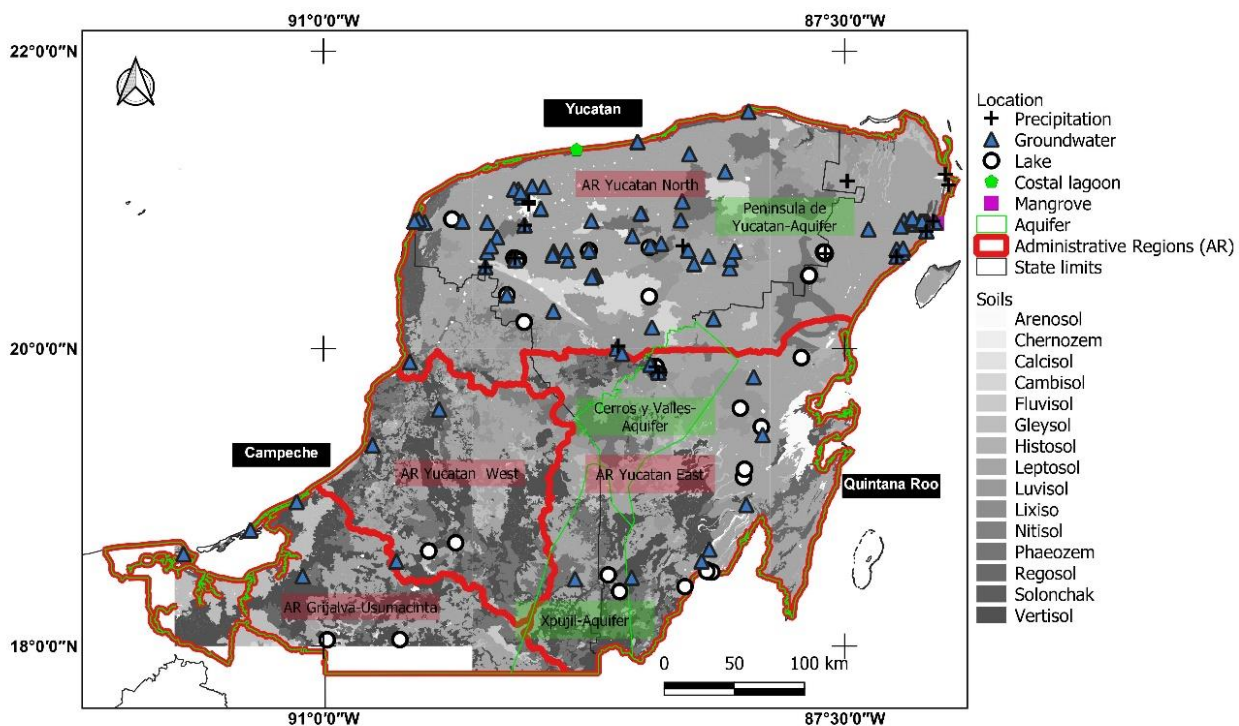 91°0'0"W
87°30'0"W
22°0'0"N
Yucatan
AR Yucatan North
Peninsula de
Yucatan-Aquifer
20°0'0"N
Cerros y Valles-
Aquifer
Campeche
AR Yucatan West
AR Yucatan East
Quintana Roo
AR Grijalva-Usumacinta
Xpujil-Aquifer
18°0'0"N
0
50
100 km
91°0'0"W
87°30'0"W
Location
Precipitation
Groundwater
Lake
Costal lagoon
Mangrove
Aquifer
Administrative Regions (AR)
State limits
Soils
Arenosol
Chernozem
Calcisol
Cambisol
Fluvisol
Gleysol
Histosol
Leptosol
Luvisol
Lixiso
Nitisol
Phaeozem
Regosol
Solonchak
Vertisol